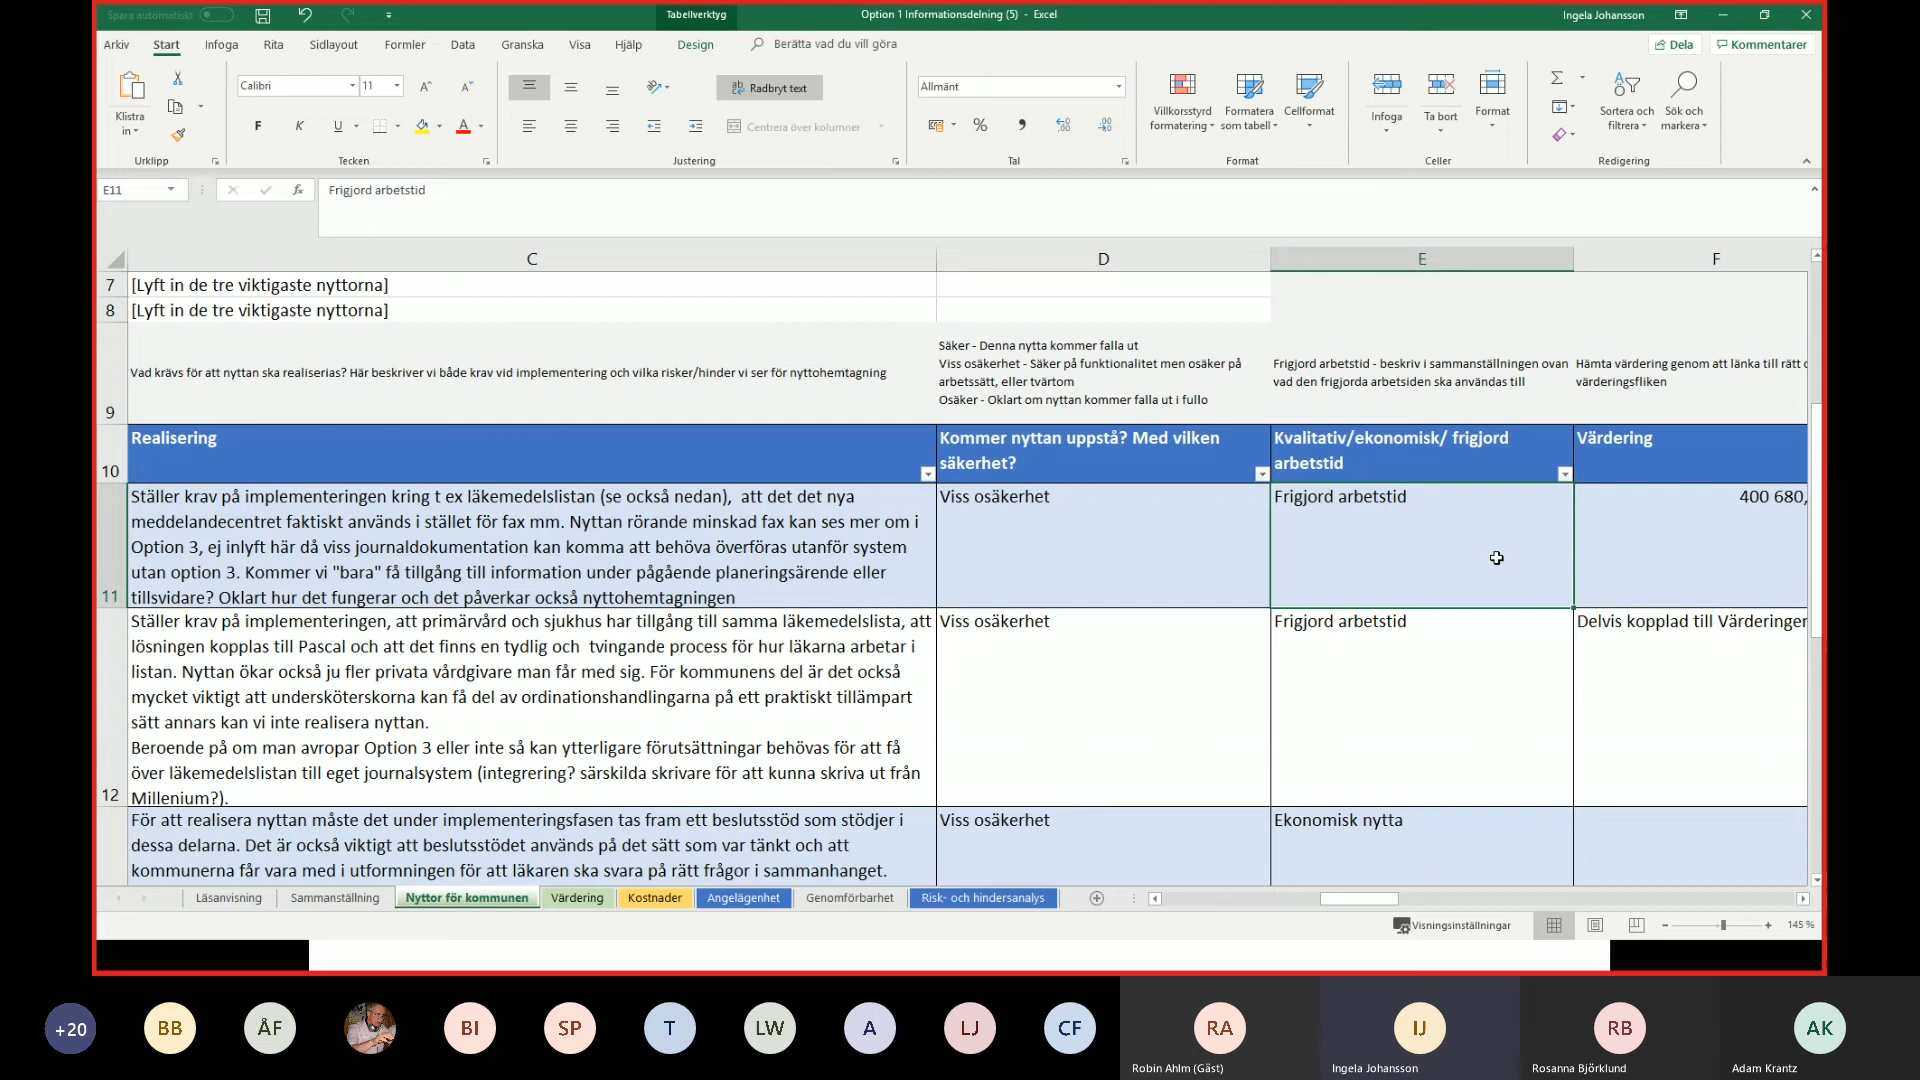 Spara automatiskt
Tabellverktyg
Option 1 Informationsdelning (5) - Excel
Ingela Johansson
Arkiv
Start
Infoga
Rita
Sidlayout
Formler
Data
Granska
Visa
Hjälp
Design
Berätta vad du vill göra
Dela
Kommentarer
Klistra
in
Calibri
11
F K U
Radbryt text
Centrera över kolumner
Allmänt
Villkorsstyrd
formatering
Formatera
som tabell
Cellformat
Infoga
Ta bort
Format
Sortera och
filtrera
Sök och
markera
Urklipp
Tecken
Justering
Tal
Format
Celler
Redigering
E11
fx
Frigjord arbetstid
C
D
E
F
7
[Lyft in de tre viktigaste nyttorna]
8
[Lyft in de tre viktigaste nyttorna]
9
Vad krävs för att nyttan ska realiserias? Här beskriver vi både krav vid implementering och vilka risker/hinder vi ser för nyttohemtagning
Säker - Denna nytta kommer falla ut
Viss osäkerhet - Säker på funktionalitet men osäker på
arbetssätt, eller tvärtom
Osäker - Oklart om nyttan kommer falla ut i fullo
Frigjord arbetstid - beskriv i sammanställningen ovan
vad den frigjorda arbetsiden ska användas till
Hämta värdering genom att länka till rätt
värderingsfliken
10
Realisering
Kommer nyttan uppstå? Med vilken
säkerhet?
Kvalitativ/ekonomisk/ frigjord
arbetstid
Värdering
11
Ställer krav på implementeringen kring t ex läkemedelslistan (se också nedan), att det det nya
meddelandecentret faktiskt används i stället för fax mm. Nyttan rörande minskad fax kan ses mer om i
Option 3, ej inlyft här då viss journaldokumentation kan komma att behöva överföras utanför system
utan option 3. Kommer vi "bara" få tillgång till information under pågående planeringsärende eller
tillsvidare? Oklart hur det fungerar och det påverkar också nyttohemtagningen
Viss osäkerhet
Frigjord arbetstid
400 680,
12
Ställer krav på implementeringen, att primärvård och sjukhus har tillgång till samma läkemedelslista, att
lösningen kopplas till Pascal och att det finns en tydlig och tvingande process för hur läkarna arbetar i
listan. Nyttan ökar också ju fler privata vårdgivare man får med sig. För kommunens del är det också
mycket viktigt att undersköterskorna kan få del av ordinationshandlingarna på ett praktiskt tillämpart
sätt annars kan vi inte realisera nyttan.
Beroende på om man avropar Option 3 eller inte så kan ytterligare förutsättningar behövas för att få
över läkemedelslistan till eget journalsystem (integrering? särskilda skrivare för att kunna skriva ut från
Millenium?).
Viss osäkerhet
Frigjord arbetstid
Delvis kopplad till Värderinger
För att realisera nyttan måste det under implementeringsfasen tas fram ett beslutsstöd som stödjer i
dessa delarna. Det är också viktigt att beslutsstödet används på det sätt som var tänkt och att
kommunerna får vara med i utformningen för att läkaren ska svara på rätt frågor i sammanhanget.
Viss osäkerhet
Ekonomisk nytta
Läsanvisning
Sammanställning
Nyttor för kommunen
Värdering
Kostnader
Angelägenhet
Genomförbarhet
Risk- och hindersanalys
Visningsinställningar
145 %
+20
BB
ÅF
BI
SP
T
LW
A
LJ
CF
RA
IJ
RB
AK
Robin Ahlm (Gäst)
Ingela Johansson
Rosanna Björklund
Adam Krantz